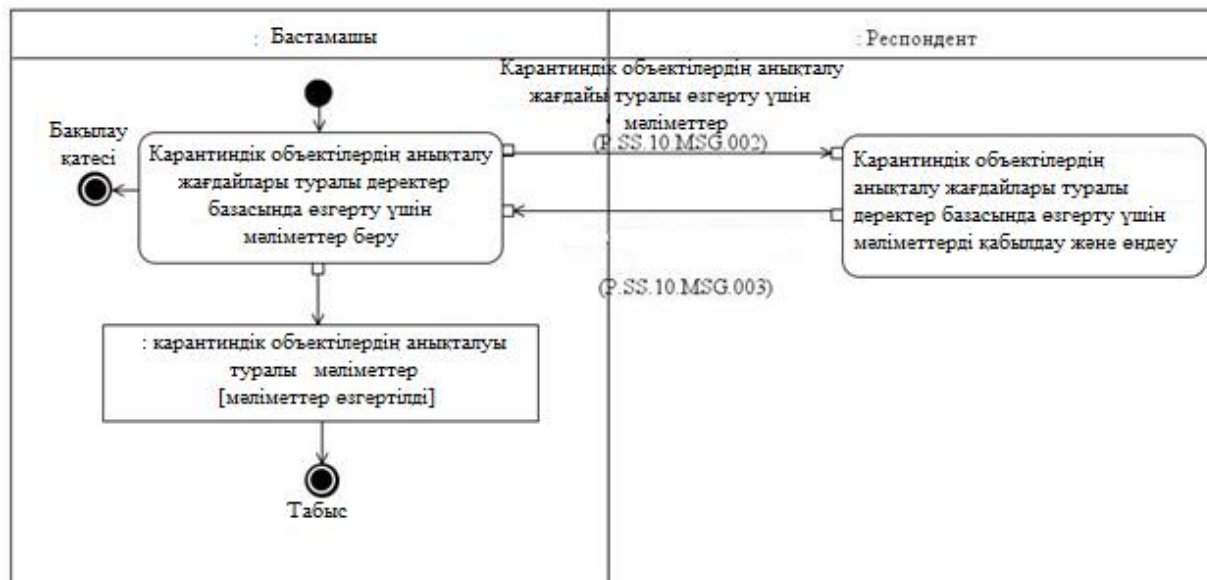 : Бастамашы
: Респондент
Карантиндік объектілердің анықталу
жағдайы туралы өзгерту үшін
мәліметтер
(P.SS.10.MSG.002)
Бақылау
қатесі
Карантиндік объектілердің анықталу
жағдайлары туралы деректер
базасында өзгерту үшін
мәліметтер беру
Карантиндік объектілердің
анықталу жағдайлары туралы
деректер базасында өзгерту үшін
мәліметтерді қабылдау және өңдеу
(P.SS.10.MSG.003)
: карантиндік объектілердің анықталуы
туралы мәліметтер
[мәліметтер өзгертілді]
Табыс